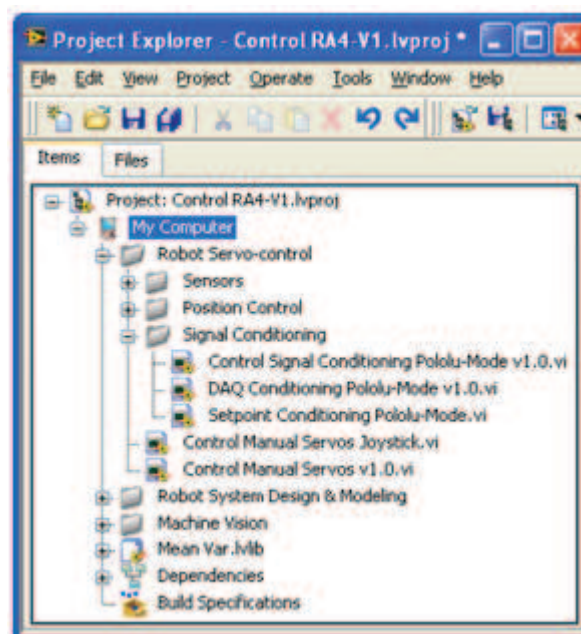 Project Explorer - Control RA4-V1.lvproj *
File Edit View Project Operate Tools Window Help
Items Files
Project: Control RA4-V1.lvproj
My Computer
Robot Servo-control
Sensors
Position Control
Signal Conditioning
Control Signal Conditioning Pololu-Mode v1.0.vi
DAQ Conditioning Pololu-Mode v1.0.vi
Setpoint Conditioning Pololu-Mode.vi
Control Manual Servos Joystick.vi
Control Manual Servos v1.0.vi
Robot System Design & Modeling
Machine Vision
Mean Var.lvlib
Dependencies
Build Specifications